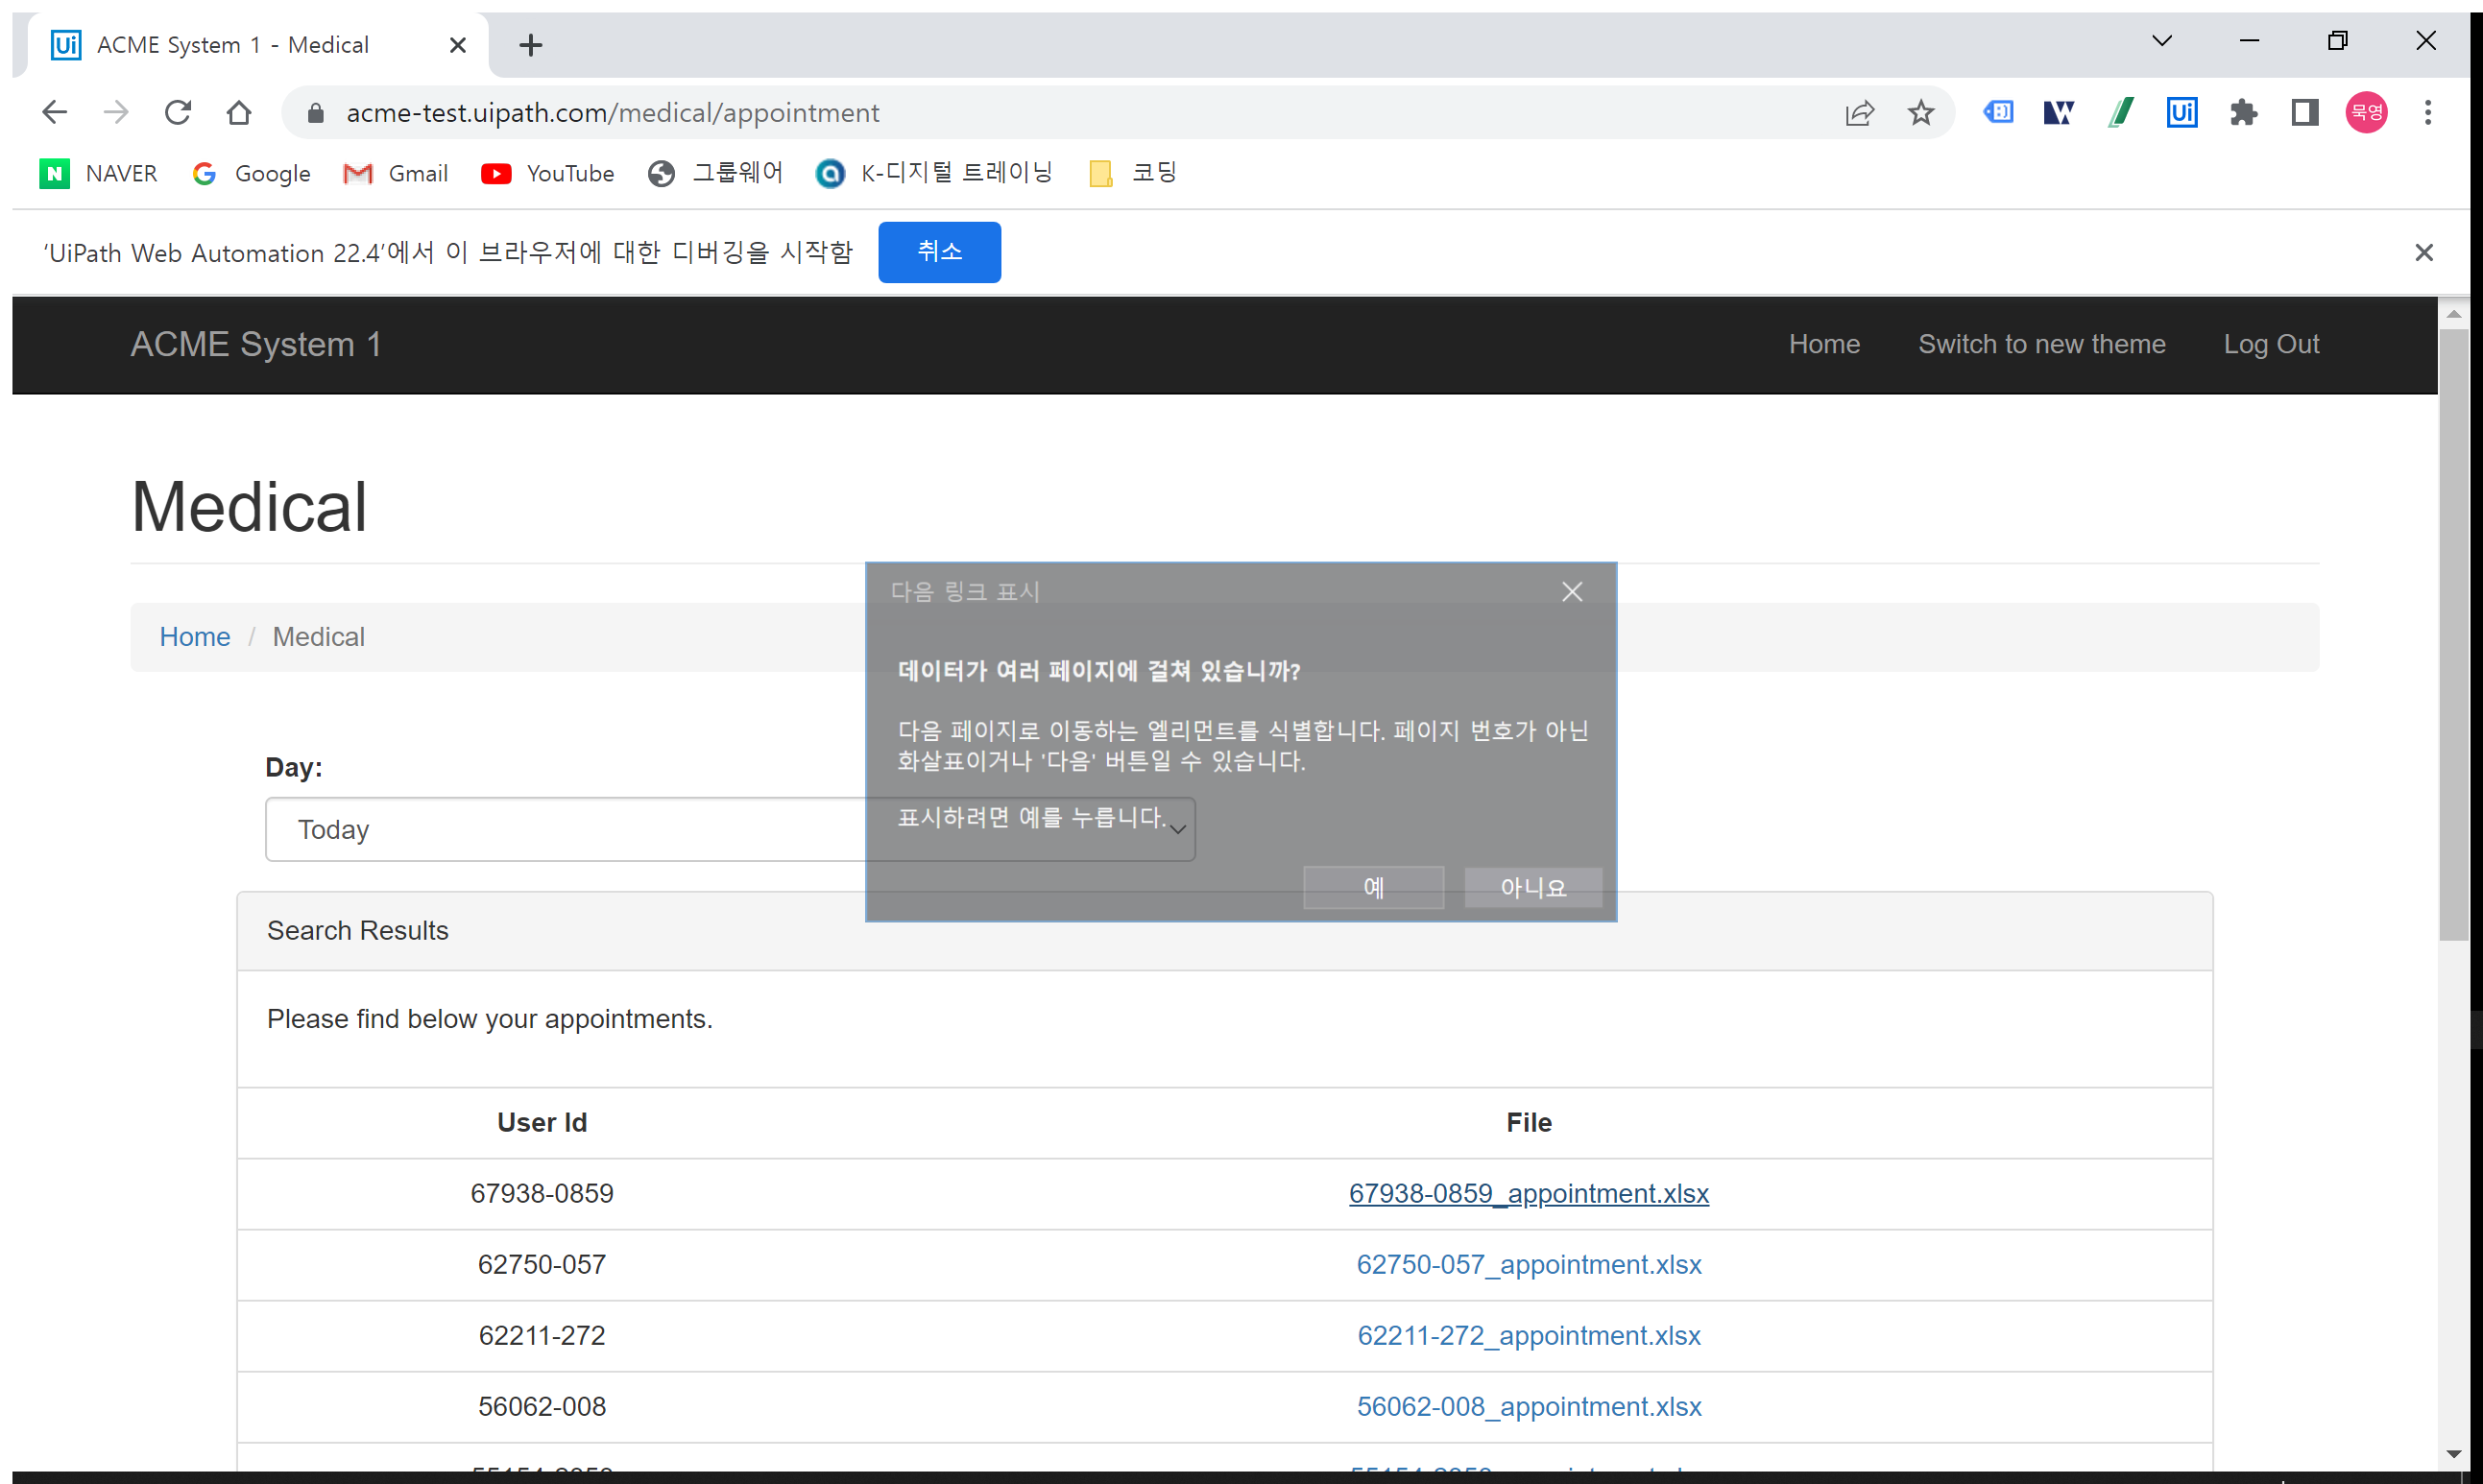 Ui ACME System 1 - Medical
acme-test.uipath.com/medical/appointment
Ui 묵영
N NAVER Google Gmail YouTube 그룹웨어 K-디지털 트레이닝 코딩
'UiPath Web Automation 22.4'에서 이 브라우저에 대한 디버깅을 시작함 취소
ACME System 1 Home Switch to new theme Log Out
Medical
Home / Medical
다음 링크 표시
데이터가 여러 페이지에 걸쳐 있습니까?
다음 페이지로 이동하는 엘리먼트를 식별합니다. 페이지 번호가 아닌
화살표이거나 '다음' 버튼일 수 있습니다.
표시하려면 예를 누릅니다.
예 아니요
Day:
Today
Search Results
Please find below your appointments.
User Id File
67938-0859 67938-0859_appointment.xlsx
62750-057 62750-057_appointment.xlsx
62211-272 62211-272_appointment.xlsx
56062-008 56062-008_appointment.xlsx